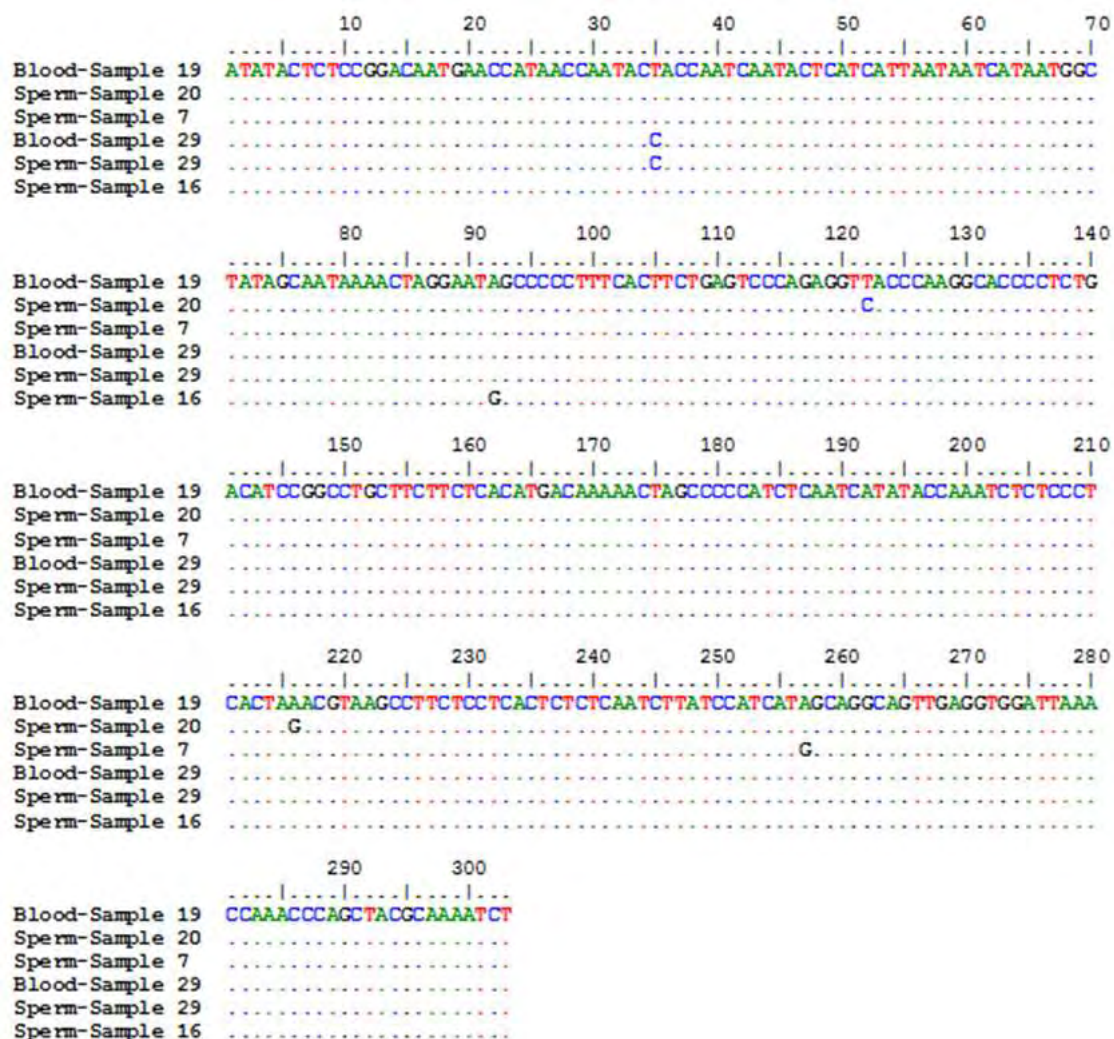 10 20 30 40 50 60 70
....|....|....|....|....|....|....|....|....|....|....|....|....|....|
Blood-Sample 19 ATATACTCTCCGGACAATGAACCATAACCAATACTACCAATCAATACTCATCATTAATAATCATAATGGC
Sperm-Sample 20 ......................................................................
Sperm-Sample 7 ......................................................................
Blood-Sample 29 ..................................C...................................
Sperm-Sample 29 ..................................C...................................
Sperm-Sample 16 ......................................................................
80 90 100 110 120 130 140
....|....|....|....|....|....|....|....|....|....|....|....|....|....|
Blood-Sample 19 TATAGCAATAAAACTAGGAATAGCCCCCTTTCACTTCTGAGTCCCAGAGGTTACCCAAGGCACCCCTCTG
Sperm-Sample 20 ...................................................C..................
Sperm-Sample 7 ......................................................................
Blood-Sample 29 ......................................................................
Sperm-Sample 29 ......................................................................
Sperm-Sample 16 .....................G................................................
150 160 170 180 190 200 210
....|....|....|....|....|....|....|....|....|....|....|....|....|....|
Blood-Sample 19 ACATCCGGCCTGCTTCTTCTCACATGACAAAAACTAGCCCCCATCTCAATCATATACCAAATCTCTCCCT
Sperm-Sample 20 ......................................................................
Sperm-Sample 7 ......................................................................
Blood-Sample 29 ......................................................................
Sperm-Sample 29 ......................................................................
Sperm-Sample 16 ......................................................................
220 230 240 250 260 270 280
....|....|....|....|....|....|....|....|....|....|....|....|....|....|
Blood-Sample 19 CACTAAACGTAAGCCTTCTCCTCACTCTCTCAATCTTATCCATCATAGCAGGCAGTTGAGGTGGATTAAA
Sperm-Sample 20 .....G................................................................
Sperm-Sample 7 ..............................................G.......................
Blood-Sample 29 ......................................................................
Sperm-Sample 29 ......................................................................
Sperm-Sample 16 ......................................................................
290 300
....|....|....|....|...
Blood-Sample 19 CCAAACCCAGCTACGCAAAATCT
Sperm-Sample 20 .......................
Sperm-Sample 7 .......................
Blood-Sample 29 .......................
Sperm-Sample 29 .......................
Sperm-Sample 16 .......................